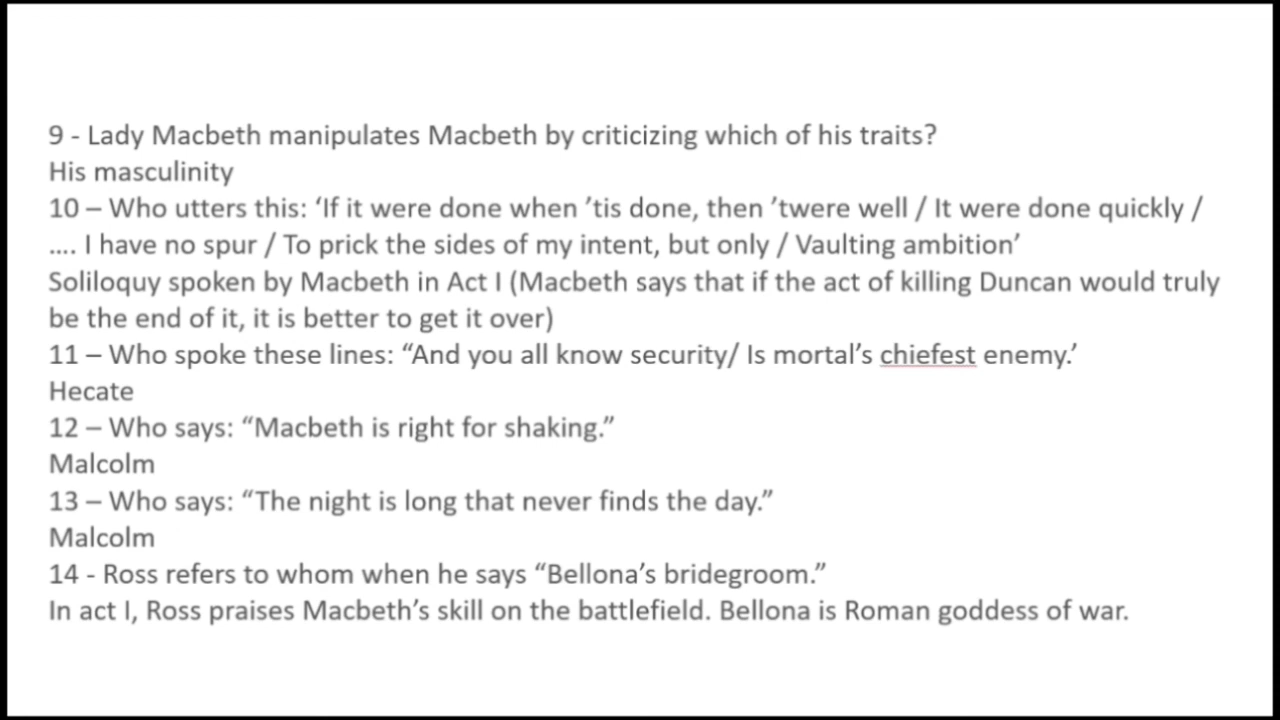 9 - Lady Macbeth manipulates Macbeth by criticizing which of his traits?
His masculinity
10 – Who utters this: ‘If it were done when ’tis done, then ’twere well / It were done quickly /
.... I have no spur / To prick the sides of my intent, but only / Vaulting ambition’
Soliloquy spoken by Macbeth in Act I (Macbeth says that if the act of killing Duncan would truly
be the end of it, it is better to get it over)
11 – Who spoke these lines: “And you all know security/ Is mortal’s chiefest enemy.’
Hecate
12 – Who says: “Macbeth is right for shaking.”
Malcolm
13 – Who says: “The night is long that never finds the day.”
Malcolm
14 - Ross refers to whom when he says “Bellona’s bridegroom.”
In act I, Ross praises Macbeth’s skill on the battlefield. Bellona is Roman goddess of war.